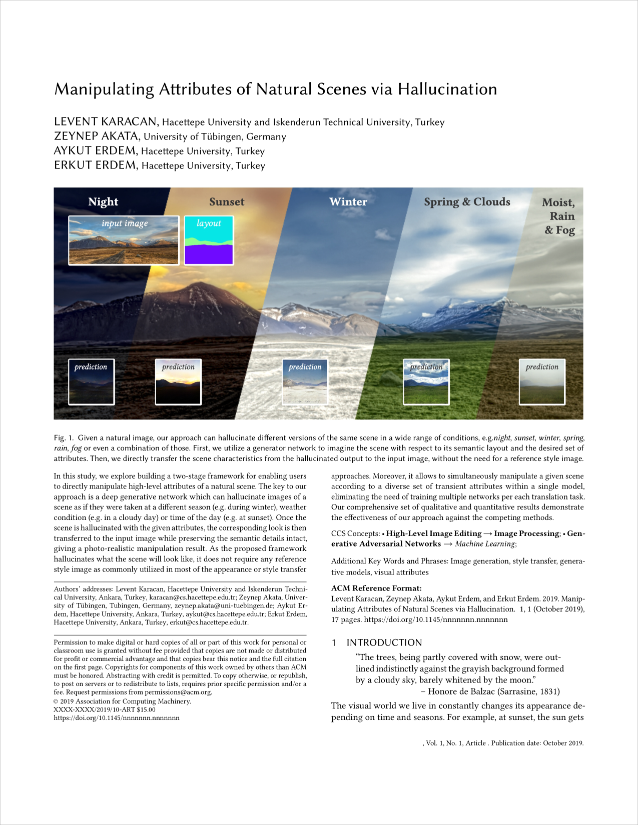 Manipulating Attributes of Natural Scenes via Hallucination
LEVENT KARACAN, Hacettepe University and Iskenderun Technical University, Turkey
ZEYNEP AKATA, University of Tübingen, Germany
AYKUT ERDEM, Hacettepe University, Turkey
ERKUT ERDEM, Hacettepe University, Turkey
Night
Sunset
Winter
Spring & Clouds
Moist,
Rain
& Fog
input image
layout
prediction
prediction
prediction
prediction
prediction
Fig. 1. Given a natural image, our approach can hallucinate different versions of the same scene in a wide range of conditions, e.g.night, sunset, winter, spring,
rain, fog or even a combination of those. First, we utilize a generator network to imagine the scene with respect to its semantic layout and the desired set of
attributes. Then, we directly transfer the scene characteristics from the hallucinated output to the input image, without the need for a reference style image.
In this study, we explore building a two-stage framework for enabling users
to directly manipulate high-level attributes of a natural scene. The key to our
approach is a deep generative network which can hallucinate images of a
scene as if they were taken at a different season (e.g. during winter), weather
condition (e.g. in a cloudy day) or time of the day (e.g. at sunset). Once the
scene is hallucinated with the given attributes, the corresponding look is then
transferred to the input image while preserving the semantic details intact,
giving a photo-realistic manipulation result. As the proposed framework
hallucinates what the scene will look like, it does not require any reference
style image as commonly utilized in most of the appearance or style transfer
Authors' addresses: Levent Karacan, Hacettepe University and Iskenderun Techni-
cal University, Ankara, Turkey, karacan@cs.hacettepe.edu.tr; Zeynep Akata, Univer-
sity of Tübingen, Tubingen, Germany, zeynep.akata@uni-tuebingen.de; Aykut Er-
dem, Hacettepe University, Ankara, Turkey, aykut@cs.hacettepe.edu.tr; Erkut Erdem,
Hacettepe University, Ankara, Turkey, erkut@cs.hacettepe.edu.tr.
Permission to make digital or hard copies of all or part of this work for personal or
classroom use is granted without fee provided that copies are not made or distributed
for profit or commercial advantage and that copies bear this notice and the full citation
on the first page. Copyrights for components of this work owned by others than ACM
must be honored. Abstracting with credit is permitted. To copy otherwise, or republish,
to post on servers or to redistribute to lists, requires prior specific permission and/or a
fee. Request permissions from permissions@acm.org.
© 2019 Association for Computing Machinery.
XXXX-XXXX/2019/10-ART $15.00
https://doi.org/10.1145/nnnnnnn.nnnnnnn
approaches. Moreover, it allows to simultaneously manipulate a given scene
according to a diverse set of transient attributes within a single model,
eliminating the need of training multiple networks per each translation task.
Our comprehensive set of qualitative and quantitative results demonstrate
the effectiveness of our approach against the competing methods.
CCS Concepts: • High-Level Image Editing → Image Processing; • Gen-
erative Adversarial Networks → Machine Learning;
Additional Key Words and Phrases: Image generation, style transfer, genera-
tive models, visual attributes
ACM Reference Format:
Levent Karacan, Zeynep Akata, Aykut Erdem, and Erkut Erdem. 2019. Manip-
ulating Attributes of Natural Scenes via Hallucination. 1, 1 (October 2019),
17 pages. https://doi.org/10.1145/nnnnnnn.nnnnnnn
1 INTRODUCTION
“The trees, being partly covered with snow, were out-
lined indistinctly against the grayish background formed
by a cloudy sky, barely whitened by the moon.”
– Honore de Balzac (Sarrasine, 1831)
The visual world we live in constantly changes its appearance de-
pending on time and seasons. For example, at sunset, the sun gets
, Vol. 1, No. 1, Article . Publication date: October 2019.